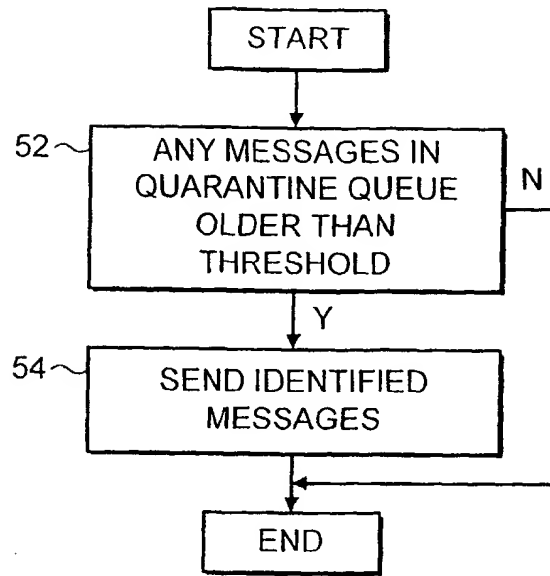 START
52
ANY MESSAGES IN
QUARANTINE QUEUE
OLDER THAN
THRESHOLD
N
Y
54
SEND IDENTIFIED
MESSAGES
END